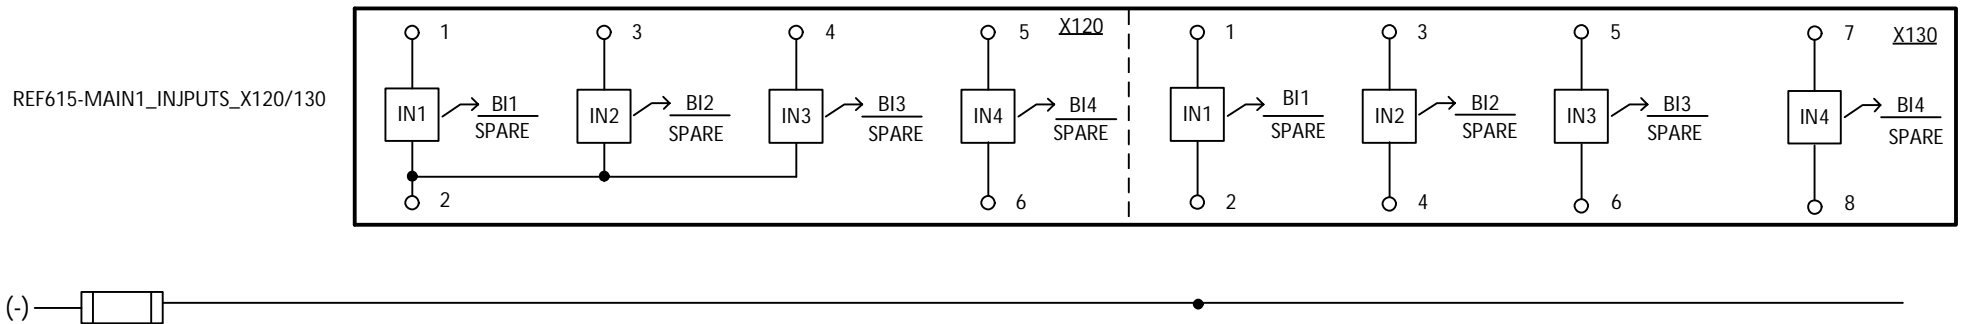 1 3 4 5 X120 1 3 5 7 X130
REF615-MAIN1_INJPUTS_X120/130
IN1 BI1 IN2 BI2 IN3 BI3 IN4 BI4 IN1 BI1 IN2 BI2 IN3 BI3 IN4 BI4
SPARE SPARE SPARE SPARE SPARE SPARE SPARE SPARE
2 6 2 4 6 8
(-)